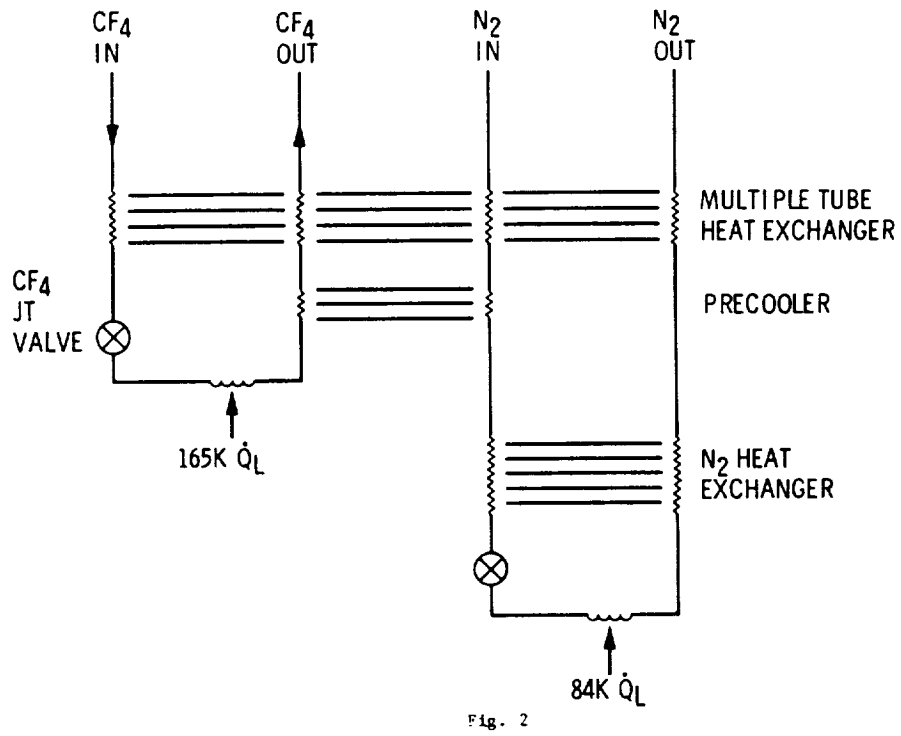 CF4 IN
CF4 OUT
N2 IN
N2 OUT
MULTIPLE TUBE
HEAT EXCHANGER
CF4
JT
VALVE
PRECOOLER
165K Q̇L
N2 HEAT
EXCHANGER
84K Q̇L
Fig. 2